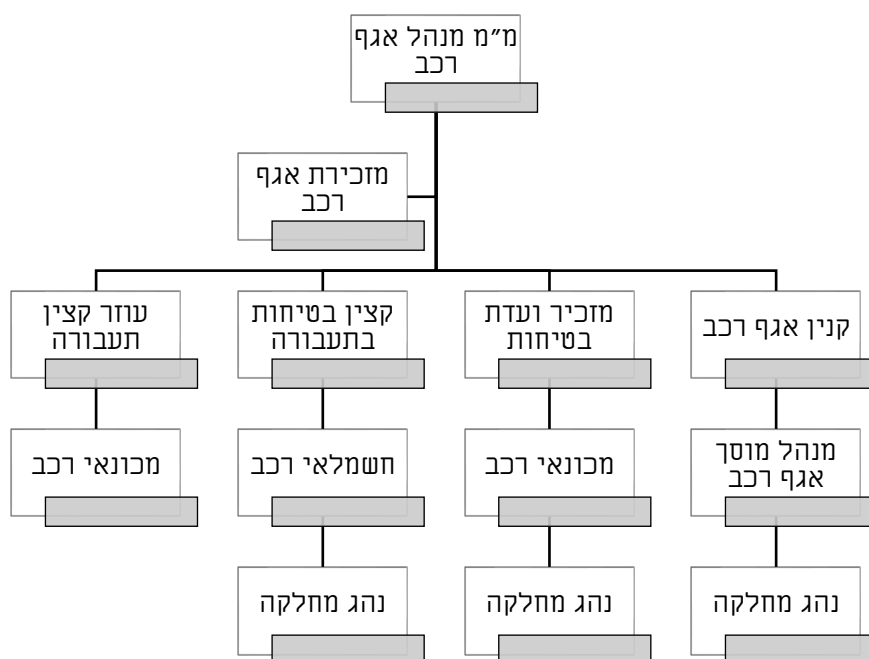 מ״מ מנהל אגף
רכב
מזכירת אגף
רכב
קנין אגף רכב
מזכיר ועדת
בטיחות
קצין בטיחות
בתעבורה
עוזר קצין
תעבורה
מנהל מוסך
אגף רכב
מכונאי רכב
חשמלאי רכב
מכונאי רכב
נהג מחלקה
נהג מחלקה
נהג מחלקה